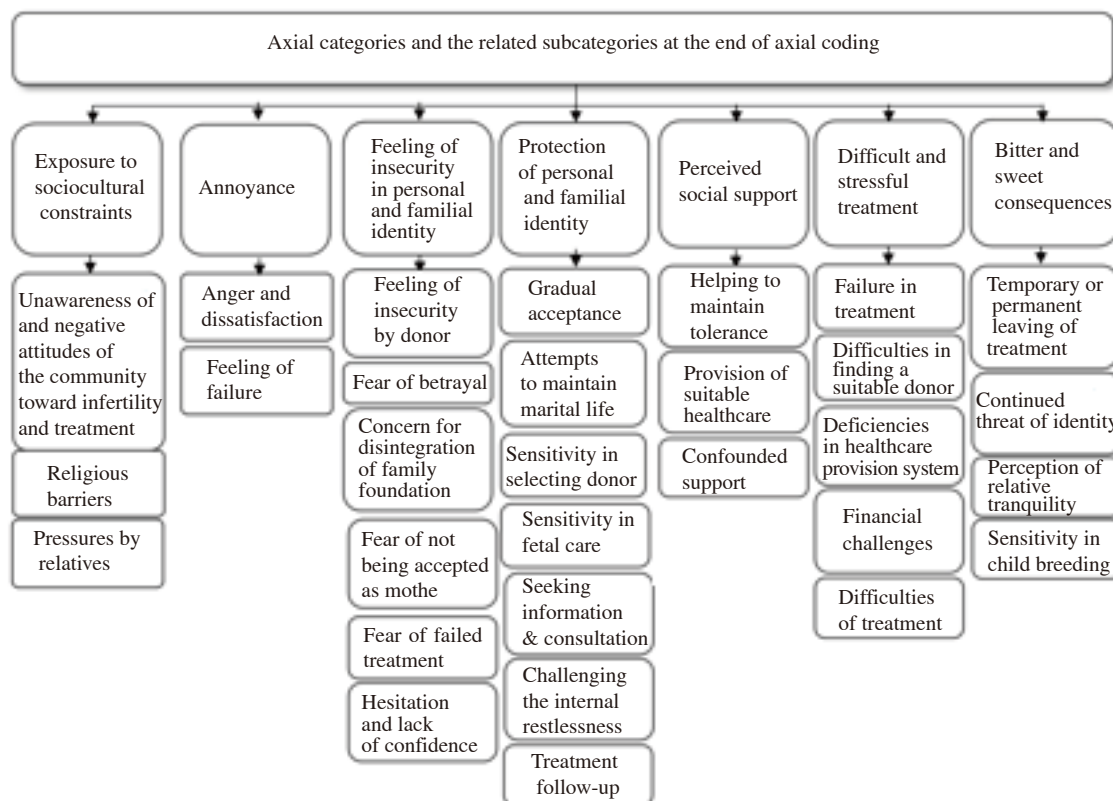 Axial categories and the related subcategories at the end of axial coding
Exposure to
sociocultural
constraints
Unawareness of
and negative
attitudes of
the community
toward infertility
and treatment
Religious
barriers
Pressures by
relatives
Annoyance
Anger and
dissatisfaction
Feeling of
failure
Feeling of
insecurity
in personal
and familial
identity
Feeling of
insecurity
by donor
Fear of betrayal
Concern for
disintegration
of family
foundation
Fear of not
being accepted
as mothe
Fear of failed
treatment
Hesitation
and lack
of confidence
Protection
of personal
and familial
identity
Gradual
acceptance
Attempts
to maintain
marital life
Sensitivity in
selecting donor
Sensitivity in
fetal care
Seeking
information
& consultation
Challenging
the internal
restlessness
Treatment
follow-up
Perceived
social support
Helping to
maintain
tolerance
Provision of
suitable
healthcare
Confounded
support
Difficult and
stressful
treatment
Failure in
treatment
Difficulties in
finding a
suitable donor
Deficiencies
in healthcare
provision system
Financial
challenges
Difficulties
of treatment
Bitter and
sweet
consequences
Temporary or
permanent
leaving of
treatment
Continued
threat of identity
Perception of
relative
tranquility
Sensitivity in
child breeding